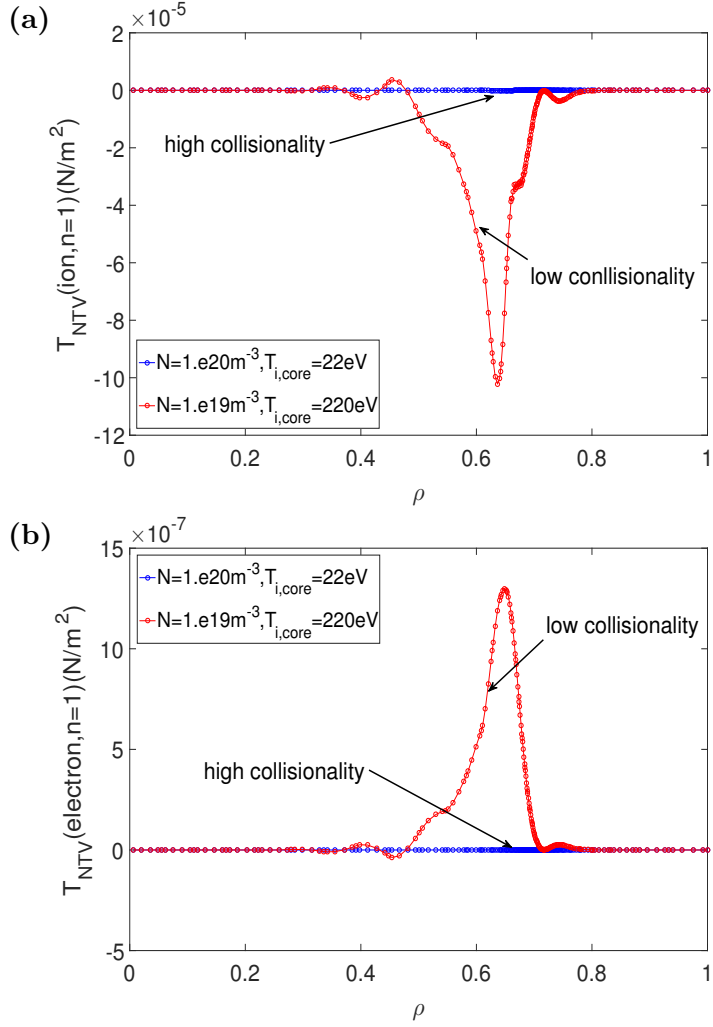 (a)
×10⁻⁵
2
0
-2
-4
-6
-8
-10
-12
T_NTV(ion,n=1)(N/m²)
high collisionality
low conllisionality
N=1.e20m⁻³,T_i,core=22eV
N=1.e19m⁻³,T_i,core=220eV
0 0.2 0.4 0.6 0.8 1
ρ
(b)
×10⁻⁷
15
10
5
0
-5
T_NTV(electron,n=1)(N/m²)
N=1.e20m⁻³,T_i,core=22eV
N=1.e19m⁻³,T_i,core=220eV
low collisionality
high collisionality
0 0.2 0.4 0.6 0.8 1
ρ